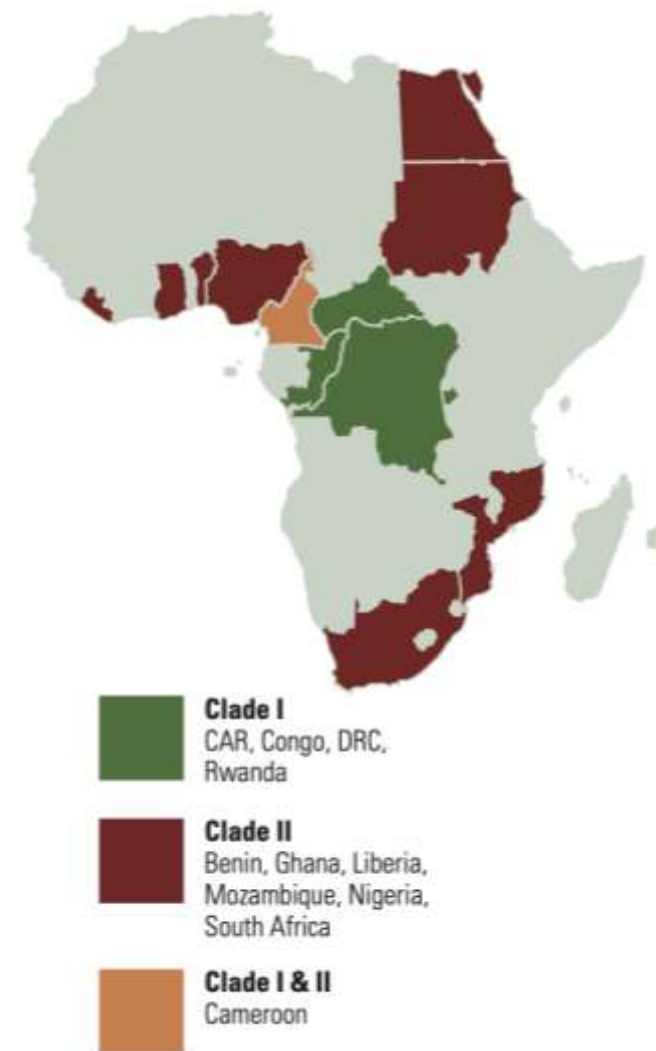 Clade I
CAR, Congo, DRC,
Rwanda
Clade II
Benin, Ghana, Liberia,
Mozambique, Nigeria,
South Africa
Clade I & II
Cameroon